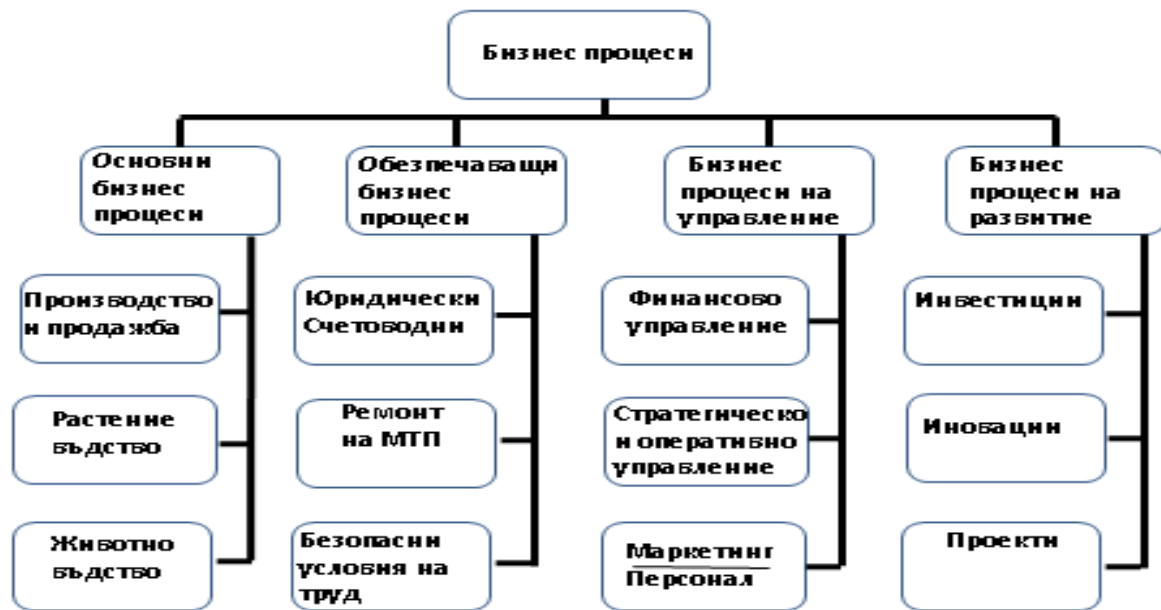 Бизнес процеси
Основни
бизнес
процеси
Обезпечаващи
бизнес
процеси
Бизнес
процеси на
управление
Бизнес
процеси на
развитие
Производство
и продажба
Юридически
Счетоводни
Финансово
управление
Инвестиции
Растение
въдство
Ремонт
на МТП
Стратегическо
и оперативно
управление
Иновации
Животно
въдство
Безопасни
условия на
труд
Маркетинг
Персонал
Проекти